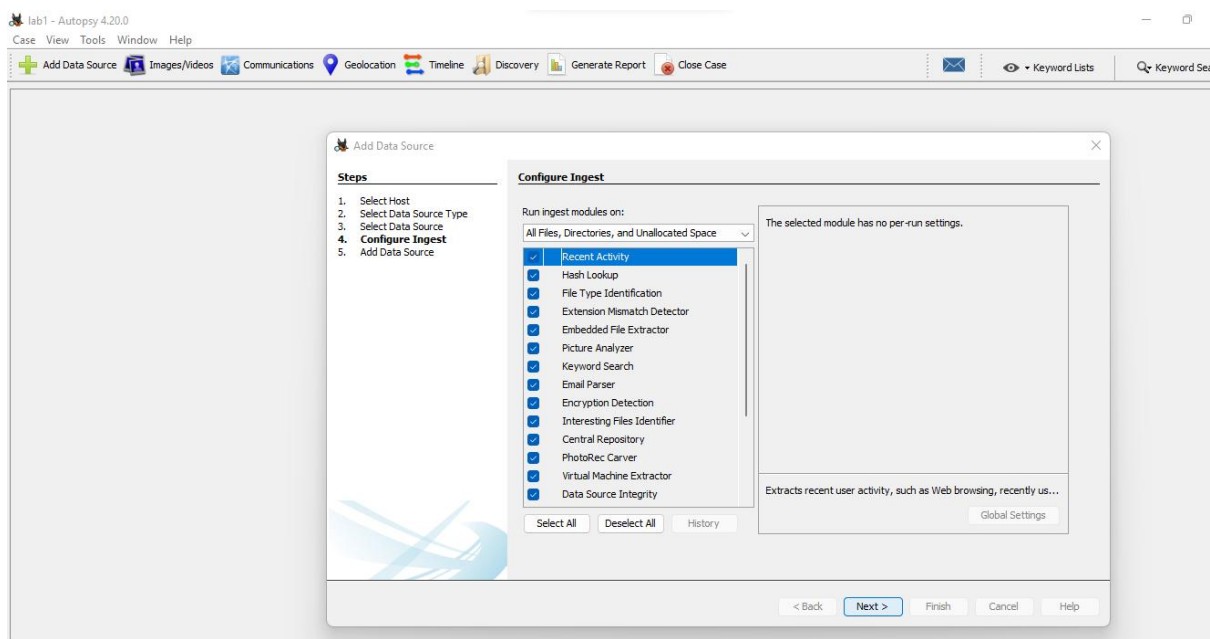 lab1 - Autopsy 4.20.0
Case View Tools Window Help
Add Data Source Images/Videos Communications Geolocation Timeline Discovery Generate Report Close Case Keyword Lists Keyword Sea
Add Data Source
Steps
1. Select Host
2. Select Data Source Type
3. Select Data Source
4. Configure Ingest
5. Add Data Source
Configure Ingest
Run ingest modules on:
All Files, Directories, and Unallocated Space
Recent Activity
Hash Lookup
File Type Identification
Extension Mismatch Detector
Embedded File Extractor
Picture Analyzer
Keyword Search
Email Parser
Encryption Detection
Interesting Files Identifier
Central Repository
PhotoRec Carver
Virtual Machine Extractor
Data Source Integrity
Select All Deselect All History
The selected module has no per-run settings.
Extracts recent user activity, such as Web browsing, recently us...
Global Settings
< Back Next > Finish Cancel Help